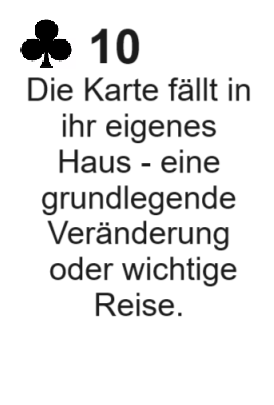 ♣ 10
Die Karte fällt in
ihr eigenes
Haus - eine
grundlegende
Veränderung
oder wichtige
Reise.